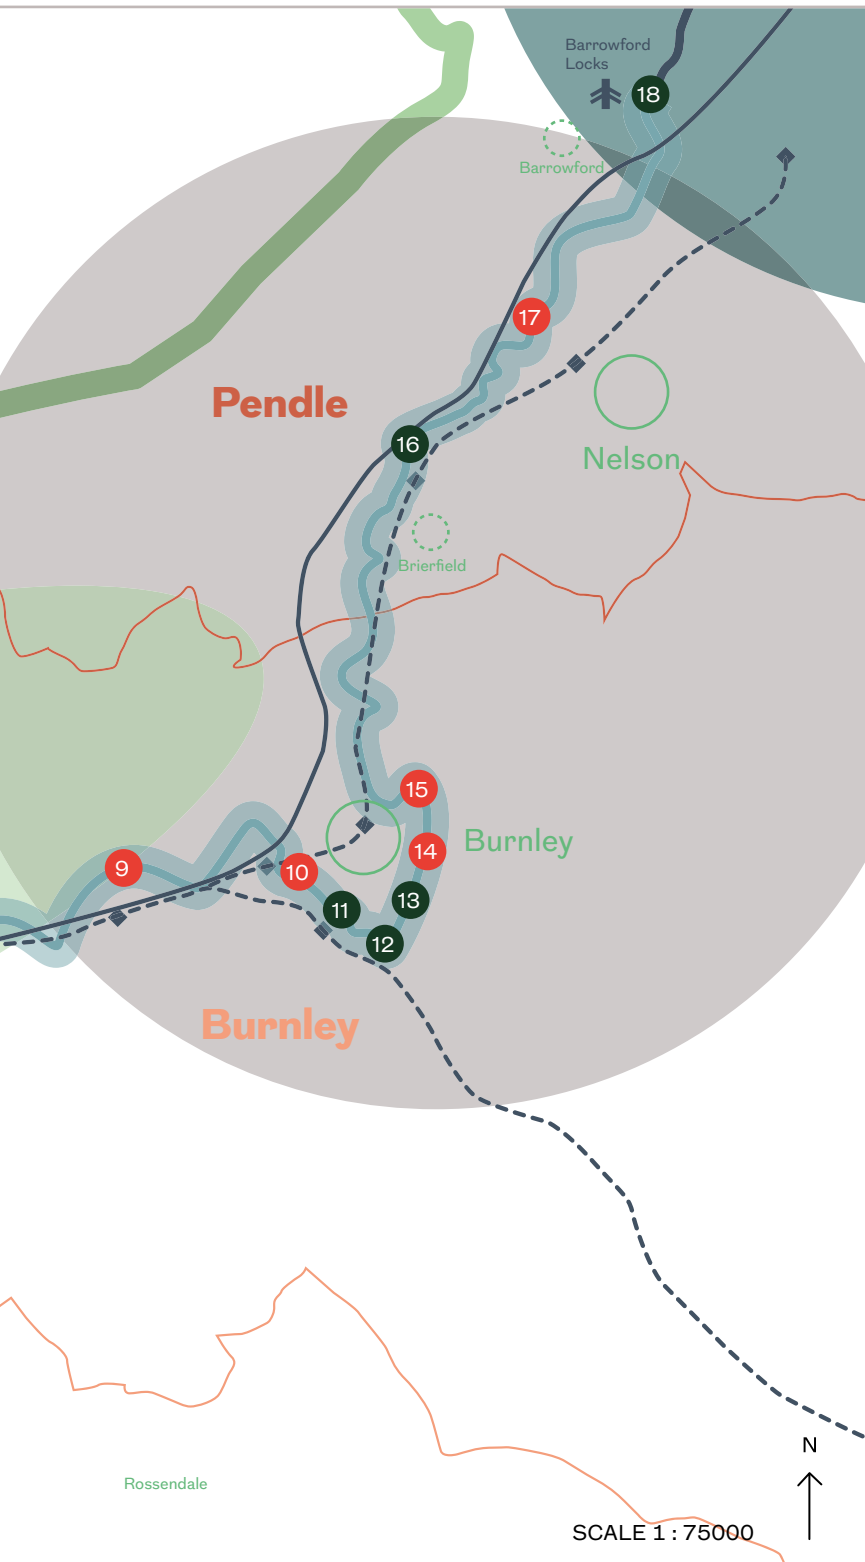 Barrowford
Locks
18
Barrowford
17
Pendle
16
Nelson
Brierfield
15
Burnley
14
9
10
13
11
12
Burnley
N
Rossendale
SCALE 1 : 75000